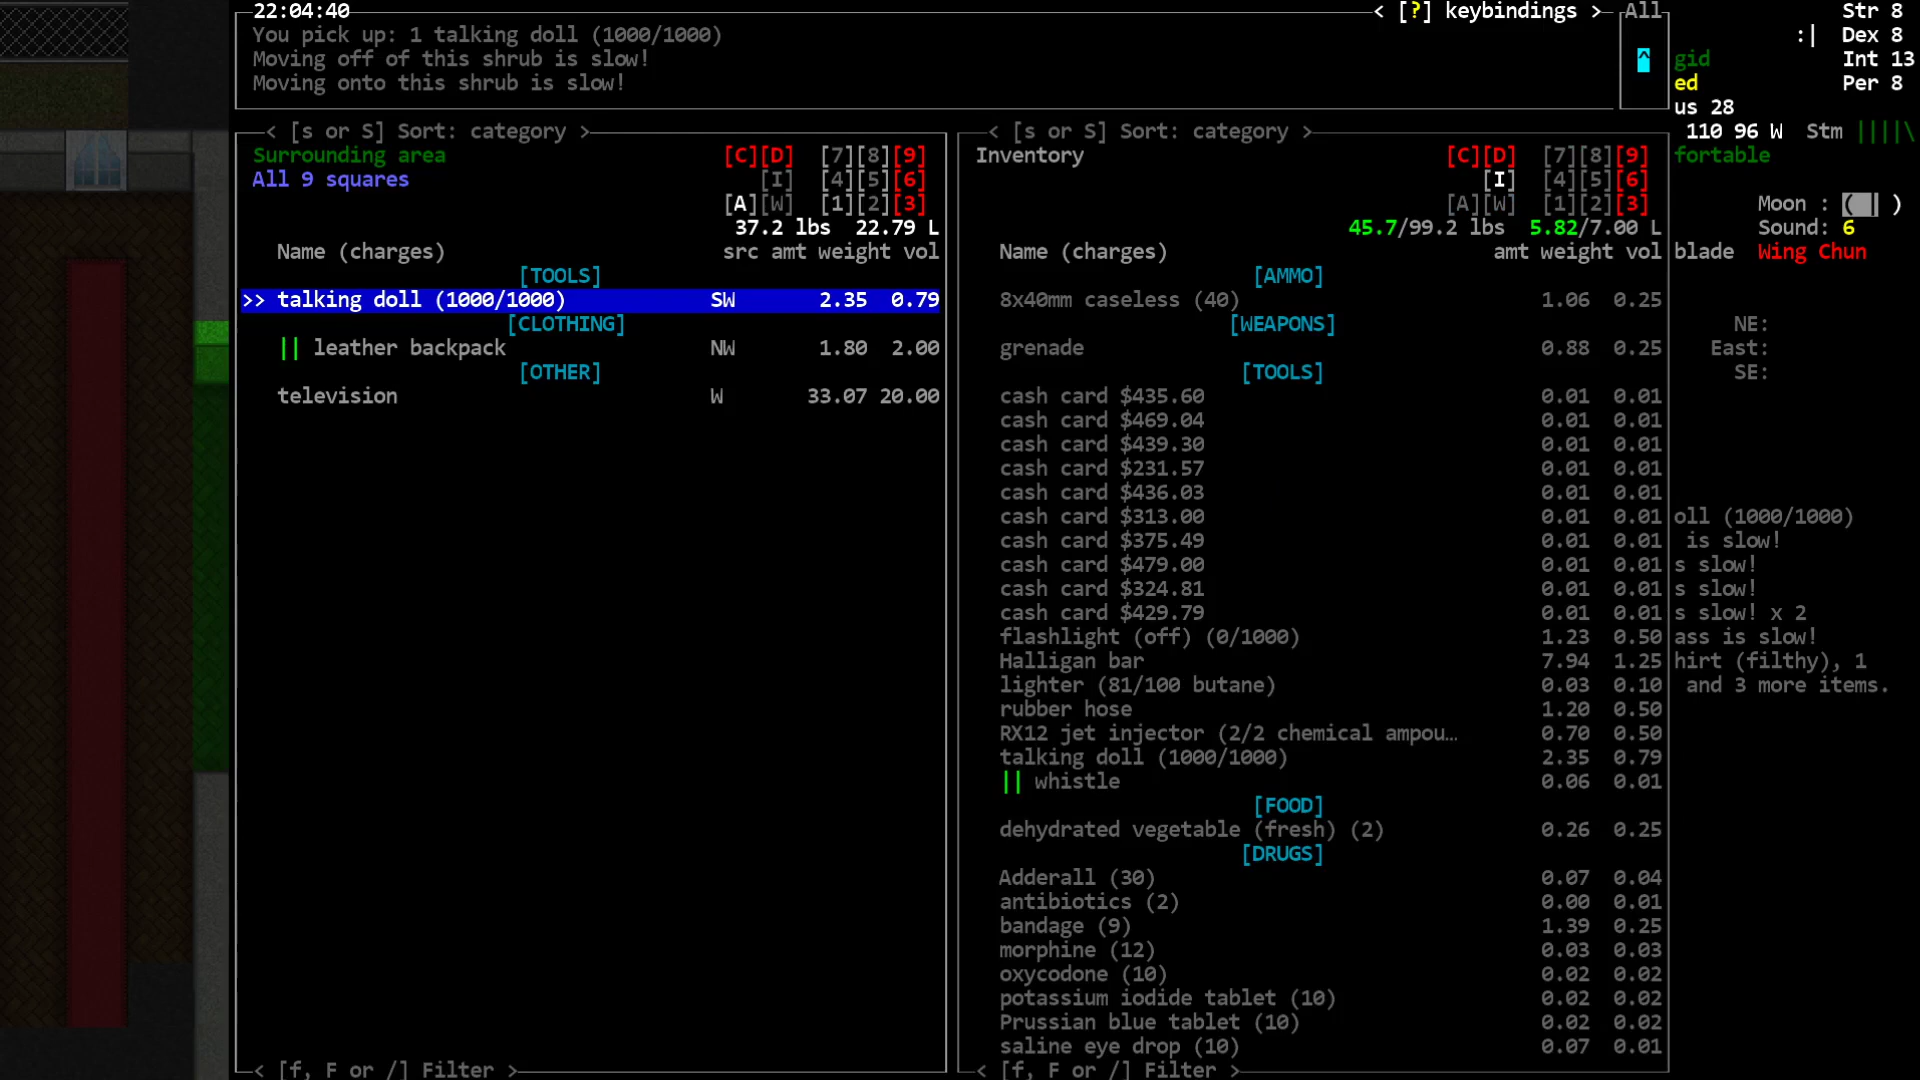 22:04:40 < [?] keybindings > All Str 8
You pick up: 1 talking doll (1000/1000) :| Dex 8
Moving off of this shrub is slow! ^ gid Int 13
Moving onto this shrub is slow! ed Per 8
us 28
< [s or S] Sort: category > < [s or S] Sort: category > 110 96 W Stm ||||\
Surrounding area [C][D] [7][8][9] Inventory [C][D] [7][8][9] fortable
All 9 squares [I] [4][5][6] [I] [4][5][6]
[A][W] [1][2][3] [A][W] [1][2][3] Moon : ( )
37.2 lbs 22.79 L 45.7/99.2 lbs 5.82/7.00 L Sound: 6
Name (charges) src amt weight vol Name (charges) amt weight vol blade Wing Chun
[TOOLS] [AMMO]
>> talking doll (1000/1000) SW 2.35 0.79 8x40mm caseless (40) 1.06 0.25
[CLOTHING] [WEAPONS] NE:
|| leather backpack NW 1.80 2.00 grenade 0.88 0.25 East:
[OTHER] [TOOLS] SE:
television W 33.07 20.00 cash card $435.60 0.01 0.01
cash card $469.04 0.01 0.01
cash card $439.30 0.01 0.01
cash card $231.57 0.01 0.01
cash card $436.03 0.01 0.01
cash card $313.00 0.01 0.01 oll (1000/1000)
cash card $375.49 0.01 0.01 is slow!
cash card $479.00 0.01 0.01 s slow!
cash card $324.81 0.01 0.01 s slow!
cash card $429.79 0.01 0.01 s slow! x 2
flashlight (off) (0/1000) 1.23 0.50 ass is slow!
Halligan bar 7.94 1.25 hirt (filthy), 1
lighter (81/100 butane) 0.03 0.10 and 3 more items.
rubber hose 1.20 0.50
RX12 jet injector (2/2 chemical ampou… 0.70 0.50
talking doll (1000/1000) 2.35 0.79
|| whistle 0.06 0.01
[FOOD]
dehydrated vegetable (fresh) (2) 0.26 0.25
[DRUGS]
Adderall (30) 0.07 0.04
antibiotics (2) 0.00 0.01
bandage (9) 1.39 0.25
morphine (12) 0.03 0.03
oxycodone (10) 0.02 0.02
potassium iodide tablet (10) 0.02 0.02
Prussian blue tablet (10) 0.02 0.02
saline eye drop (10) 0.07 0.01
< [f, F or /] Filter > < [f, F or /] Filter >